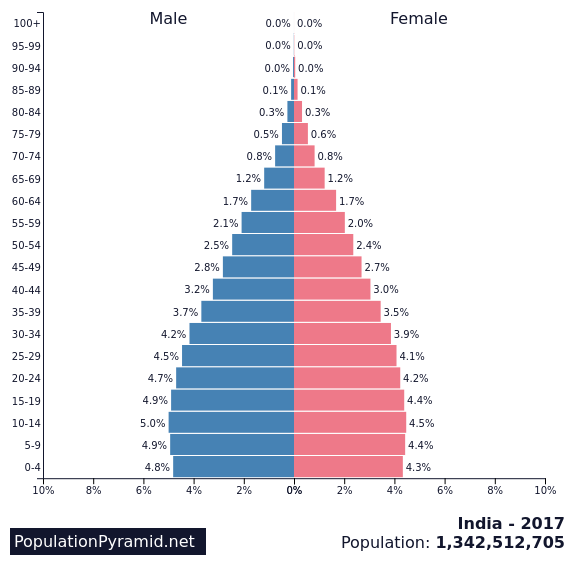 Male Female
100+ 0.0% 0.0%
95-99 0.0% 0.0%
90-94 0.0% 0.0%
85-89 0.1% 0.1%
80-84 0.3% 0.3%
75-79 0.5% 0.6%
70-74 0.8% 0.8%
65-69 1.2% 1.2%
60-64 1.7% 1.7%
55-59 2.1% 2.0%
50-54 2.5% 2.4%
45-49 2.8% 2.7%
40-44 3.2% 3.0%
35-39 3.7% 3.5%
30-34 4.2% 3.9%
25-29 4.5% 4.1%
20-24 4.7% 4.2%
15-19 4.9% 4.4%
10-14 5.0% 4.5%
5-9 4.9% 4.4%
0-4 4.8% 4.3%
10% 8% 6% 4% 2% 0% 2% 4% 6% 8% 10%
India - 2017
PopulationPyramid.net Population: 1,342,512,705